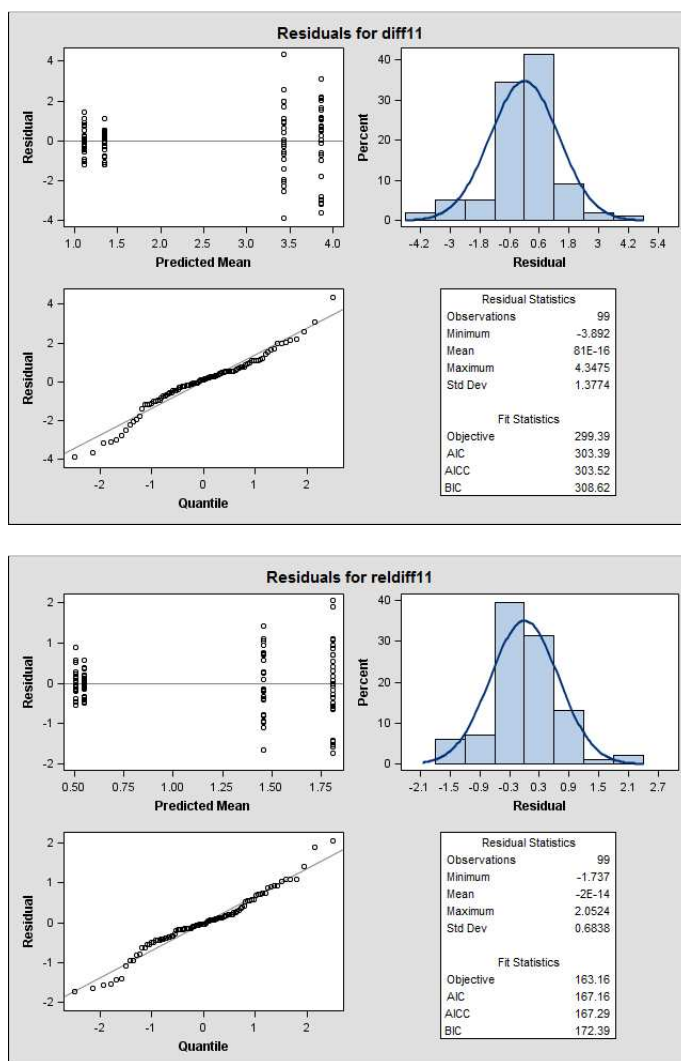 Residuals for diff11
4
2
0
-2
-4
Residual
1.0 1.5 2.0 2.5 3.0 3.5 4.0
Predicted Mean
40
30
20
10
0
Percent
-4.2 -3 -1.8 -0.6 0.6 1.8 3 4.2 5.4
Residual
4
2
0
-2
-4
Residual
-2 -1 0 1 2
Quantile
Residual Statistics
Observations 99
Minimum -3.892
Mean 81E-16
Maximum 4.3475
Std Dev 1.3774
Fit Statistics
Objective 299.39
AIC 303.39
AICC 303.52
BIC 308.62
Residuals for reldiff11
2
1
0
-1
-2
Residual
0.50 0.75 1.00 1.25 1.50 1.75
Predicted Mean
40
30
20
10
0
Percent
-2.1 -1.5 -0.9 -0.3 0.3 0.9 1.5 2.1 2.7
Residual
2
1
0
-1
-2
Residual
-2 -1 0 1 2
Quantile
Residual Statistics
Observations 99
Minimum -1.737
Mean -2E-14
Maximum 2.0524
Std Dev 0.6838
Fit Statistics
Objective 163.16
AIC 167.16
AICC 167.29
BIC 172.39